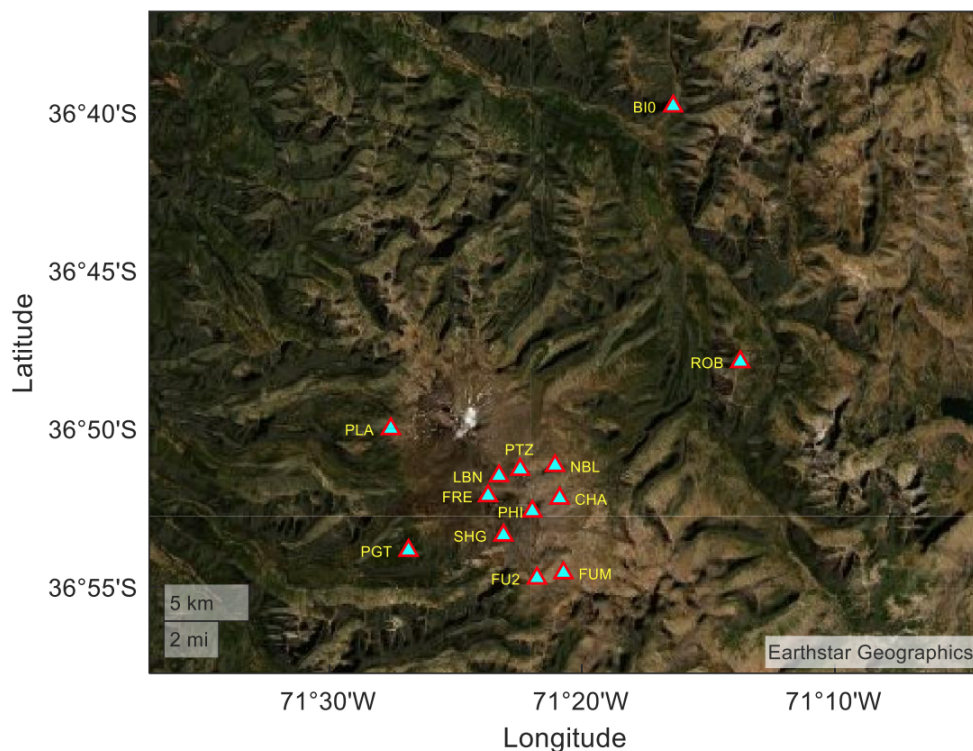 BI0
36°40'S
36°45'S
ROB
Latitude
36°50'S
PLA
PTZ
NBL
LBN
FRE
CHA
PHI
SHG
PGT
FU2
FUM
36°55'S
5 km
2 mi
Earthstar Geographics
71°30'W
71°20'W
71°10'W
Longitude